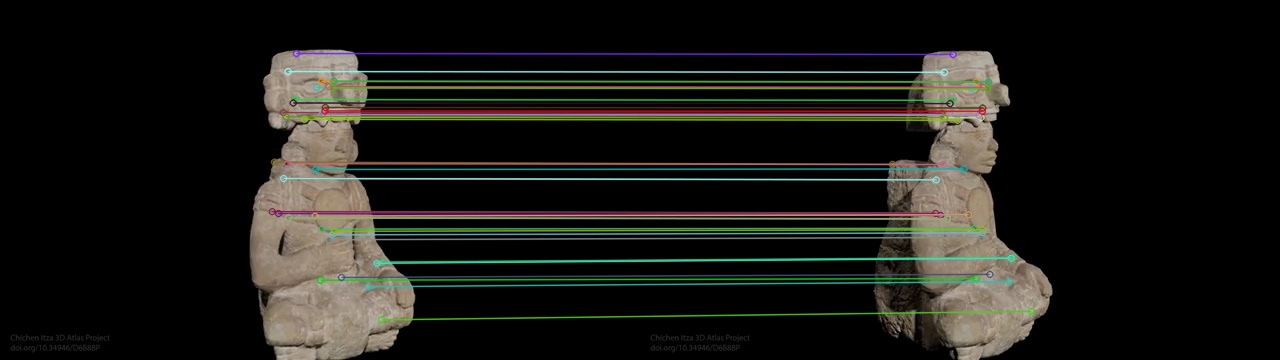 Chichen Itza 3D Atlas Project
doi.org/10.34946/D6B88P
Chichen Itza 3D Atlas Project
doi.org/10.34946/D6B88P